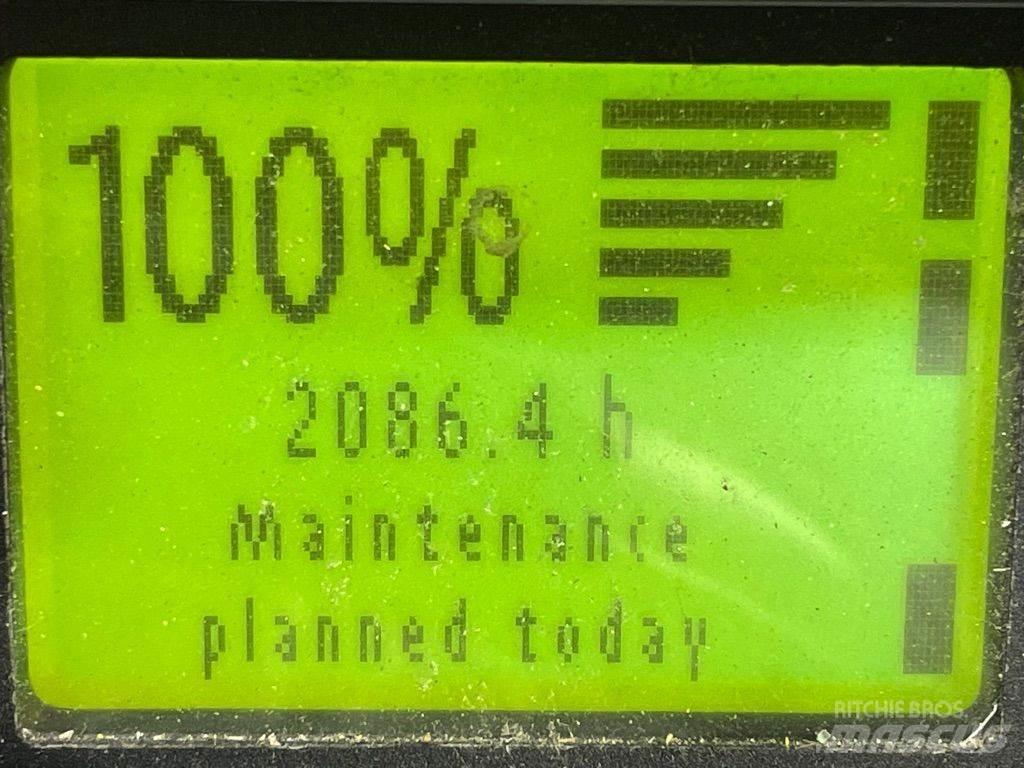 100%
2086.4 h
Maintenance
planned today
RITCHIE BROS.
mascus